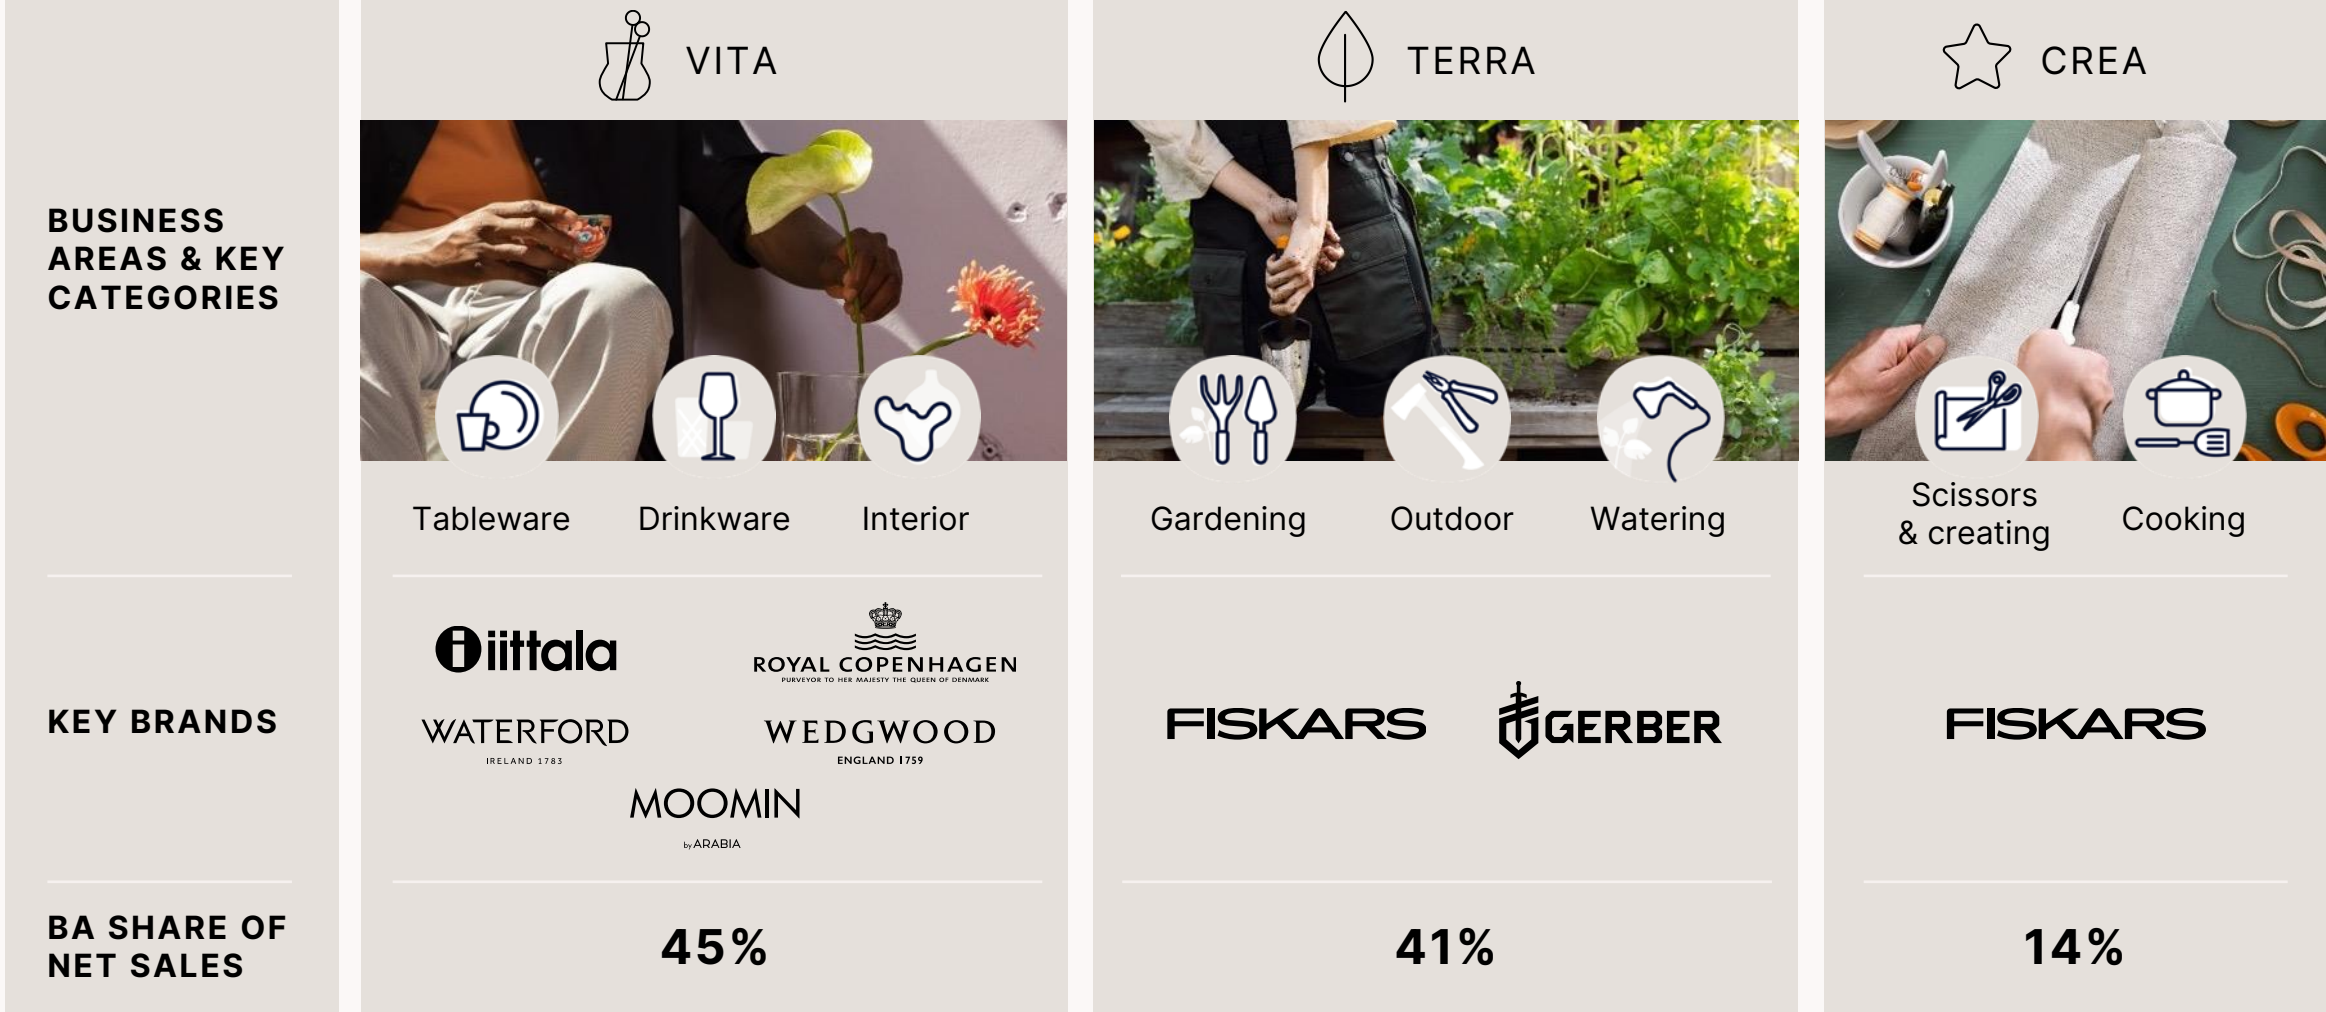 VITA
TERRA
CREA
BUSINESS
AREAS & KEY
CATEGORIES
Tableware
Drinkware
Interior
Gardening
Outdoor
Watering
Scissors
& creating
Cooking
KEY BRANDS
iittala
ROYAL COPENHAGEN
PURVEYOR TO HER MAJESTY THE QUEEN OF DENMARK
WATERFORD
IRELAND 1783
WEDGWOOD
ENGLAND 1759
MOOMIN
by ARABIA
FISKARS
GERBER
FISKARS
BA SHARE OF
NET SALES
45%
41%
14%